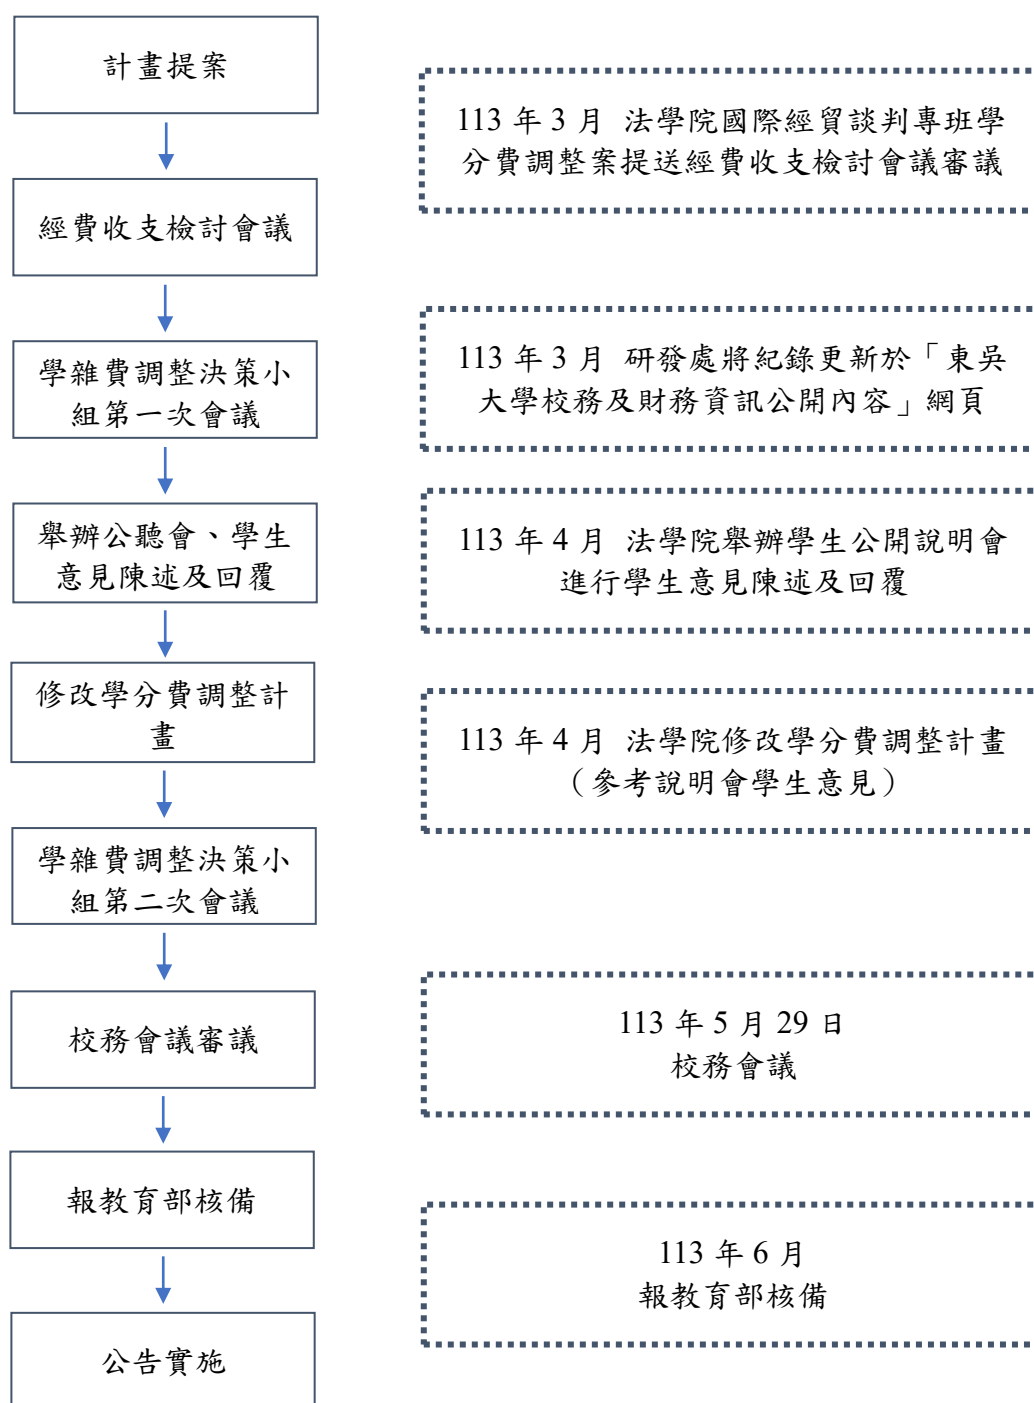 計畫提案
113 年 3 月 法學院國際經貿談判專班學
分費調整案提送經費收支檢討會議審議
經費收支檢討會議
學雜費調整決策小
組第一次會議
113 年 3 月 研發處將紀錄更新於「東吳
大學校務及財務資訊公開內容」網頁
舉辦公聽會、學生
意見陳述及回覆
113 年 4 月 法學院舉辦學生公開說明會
進行學生意見陳述及回覆
修改學分費調整計
畫
113 年 4 月 法學院修改學分費調整計畫
（參考說明會學生意見）
學雜費調整決策小
組第二次會議
校務會議審議
113 年 5 月 29 日
校務會議
報教育部核備
113 年 6 月
報教育部核備
公告實施